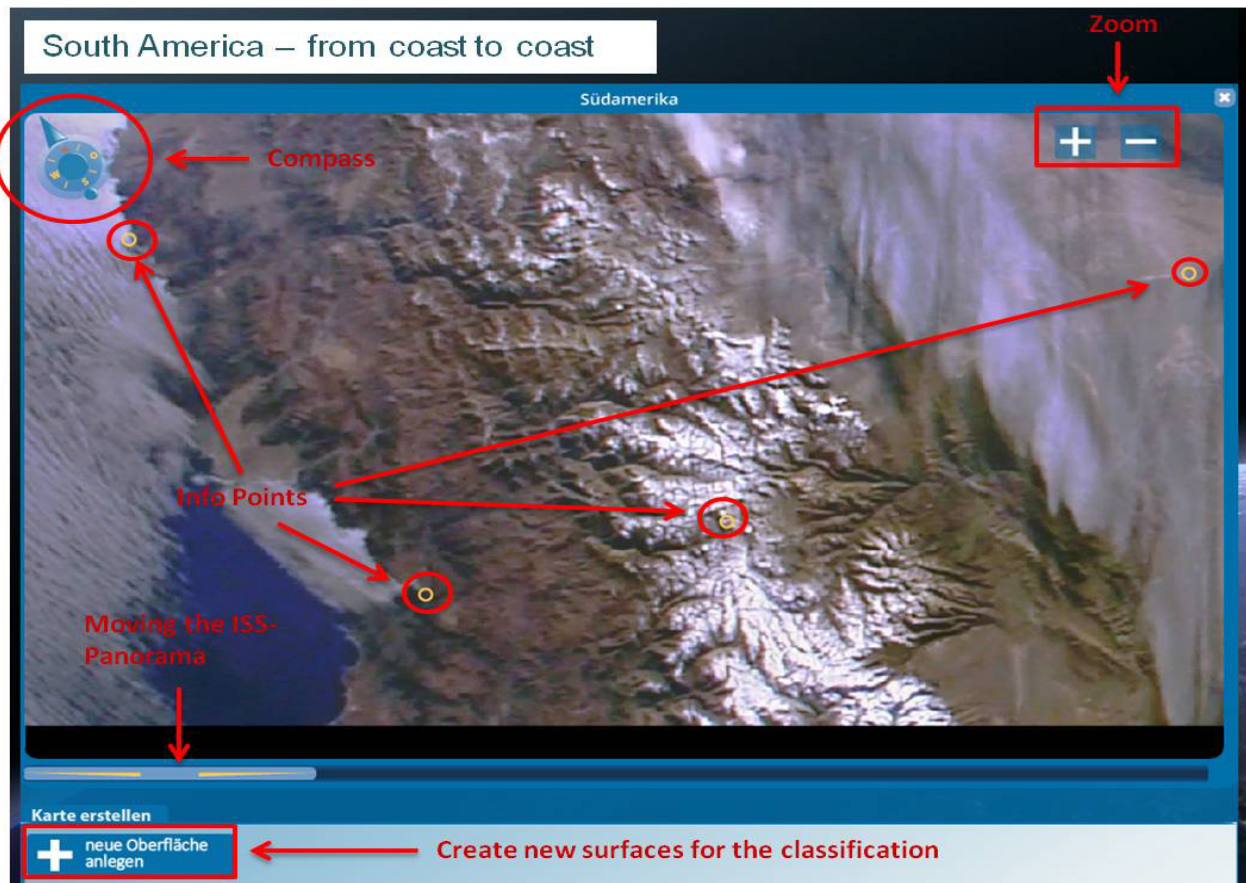 South America – from coast to coast
Zoom
Südamerika
Compass
Info Points
Moving the ISS-
Panorama
Karte erstellen
neue Oberfläche
anlegen
Create new surfaces for the classification